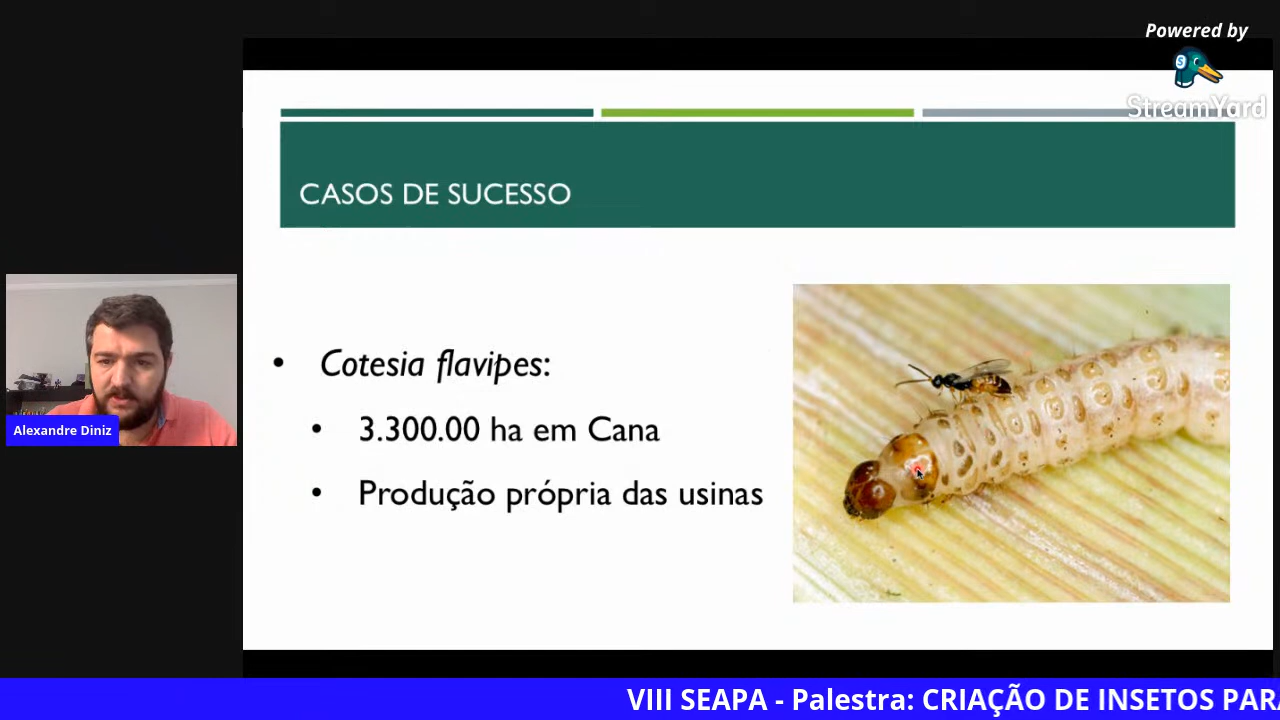 Powered by
StreamYard
CASOS DE SUCESSO
• Cotesia flavipes:
• 3.300.00 ha em Cana
• Produção própria das usinas
Alexandre Diniz
VIII SEAPA - Palestra: CRIAÇÃO DE INSETOS PAR